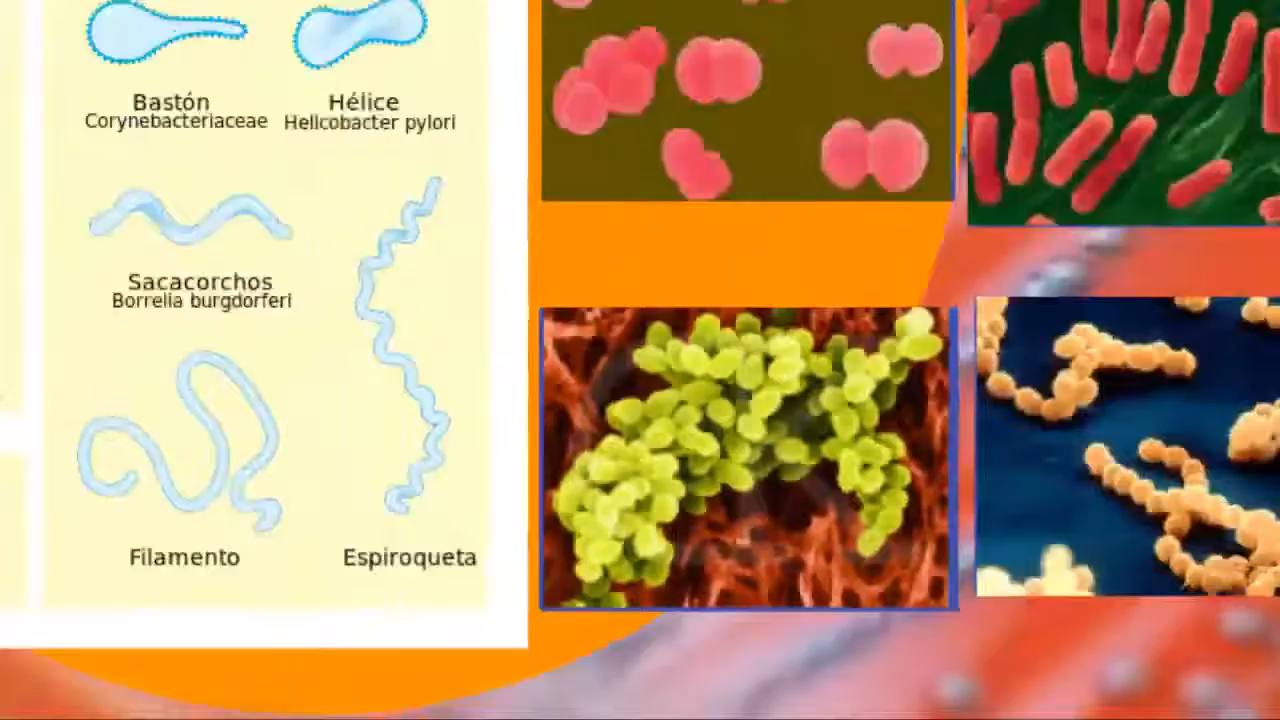 Bastón
Corynebacteriaceae
Hélice
Helicobacter pylori
Sacacorchos
Borrelia burgdorferi
Filamento
Espiroqueta